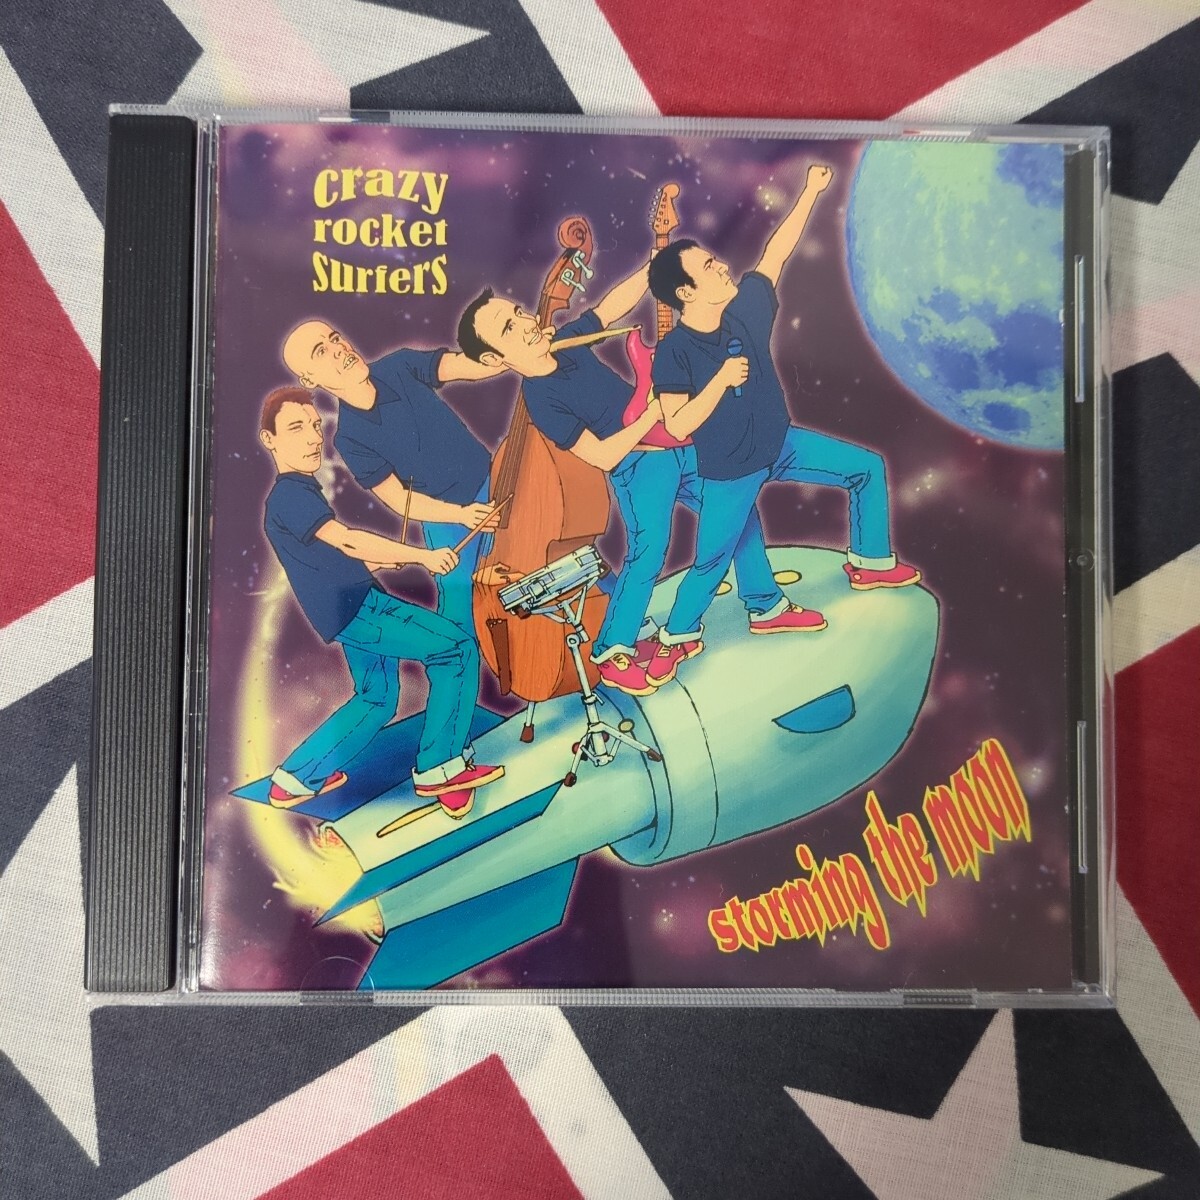 crazy
rocket
surfers
storming the moon